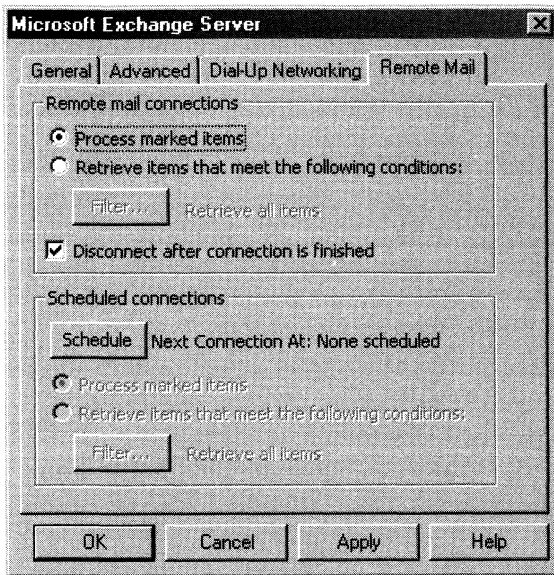 Microsoft Exchange Server
General Advanced Dial-Up Networking Remote Mail
Remote mail connections
Process marked items
Retrieve items that meet the following conditions:
Filter... Retrieve all items
Disconnect after connection is finished
Scheduled connections
Schedule Next Connection At: None scheduled
Process marked items
Retrieve items that meet the following conditions:
Filter... Retrieve all items
OK Cancel Apply Help